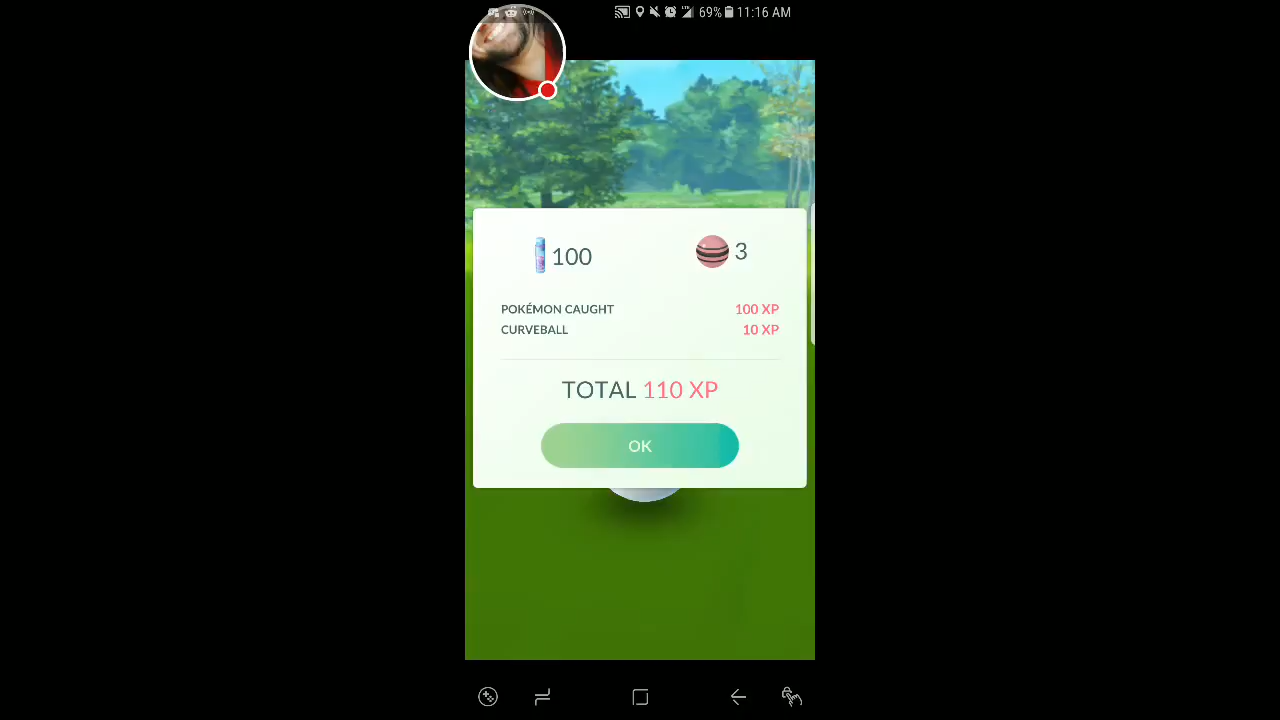 69% 11:16 AM
100 3
POKÉMON CAUGHT 100 XP
CURVEBALL 10 XP
TOTAL 110 XP
OK